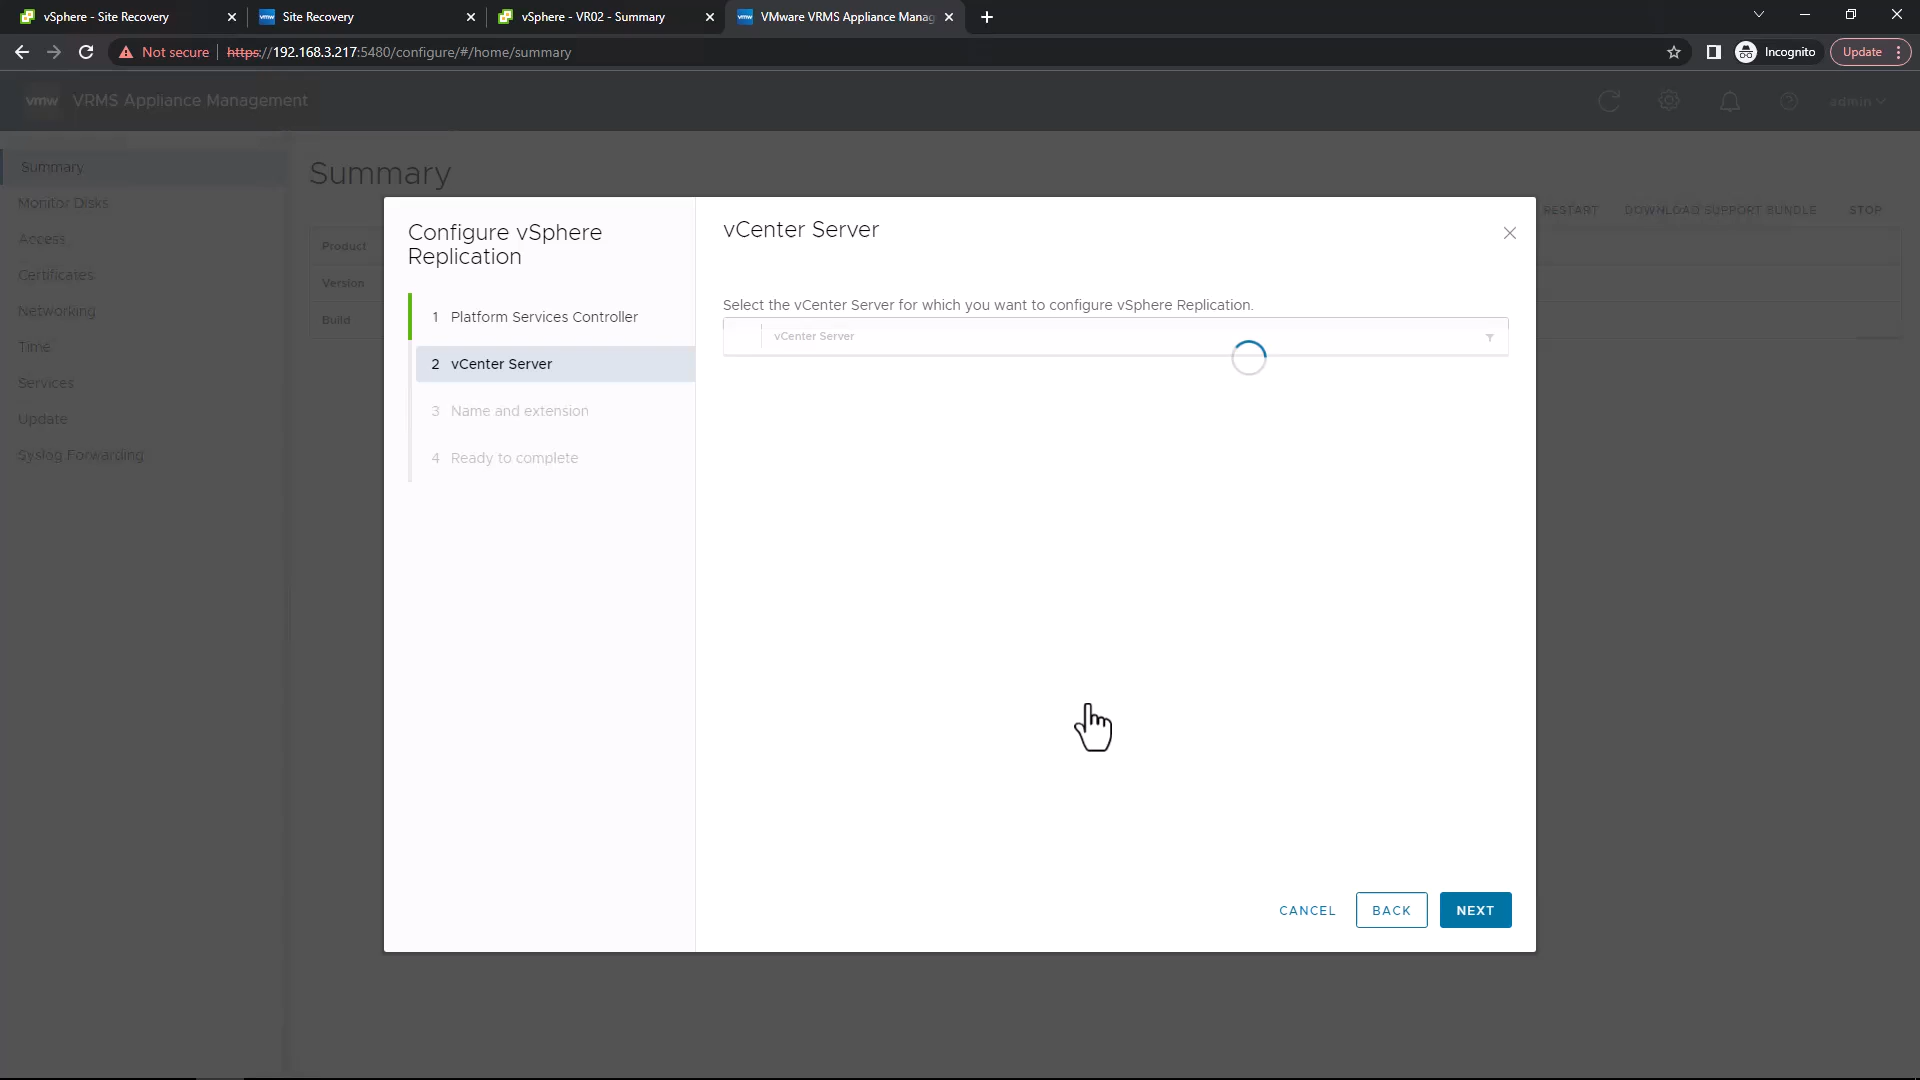 vSphere - Site Recovery
Site Recovery
vSphere - VR02 - Summary
VMware VRMS Appliance Manag
Not secure
https://192.168.3.217:5480/configure/#/home/summary
Incognito
Update
vmw
VRMS Appliance Management
admin
Summary
Monitor Disks
Access
Certificates
Networking
Time
Services
Update
Syslog Forwarding
Summary
RESTART
DOWNLOAD SUPPORT BUNDLE
STOP
Product
Version
Build
Configure vSphere
Replication
1 Platform Services Controller
2 vCenter Server
3 Name and extension
4 Ready to complete
vCenter Server
Select the vCenter Server for which you want to configure vSphere Replication.
vCenter Server
CANCEL
BACK
NEXT